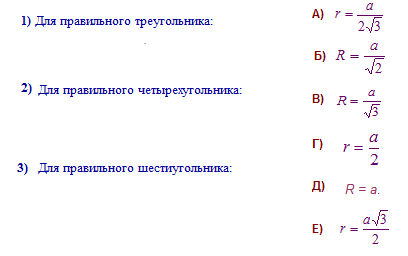 1) Для правильного треугольника:
2) Для правильного четырехугольника:
3) Для правильного шестиугольника:
А) r = a / (2√3)
Б) R = a / √2
В) R = a / √3
Г) r = a / 2
Д) R = a.
Е) r = a√3 / 2